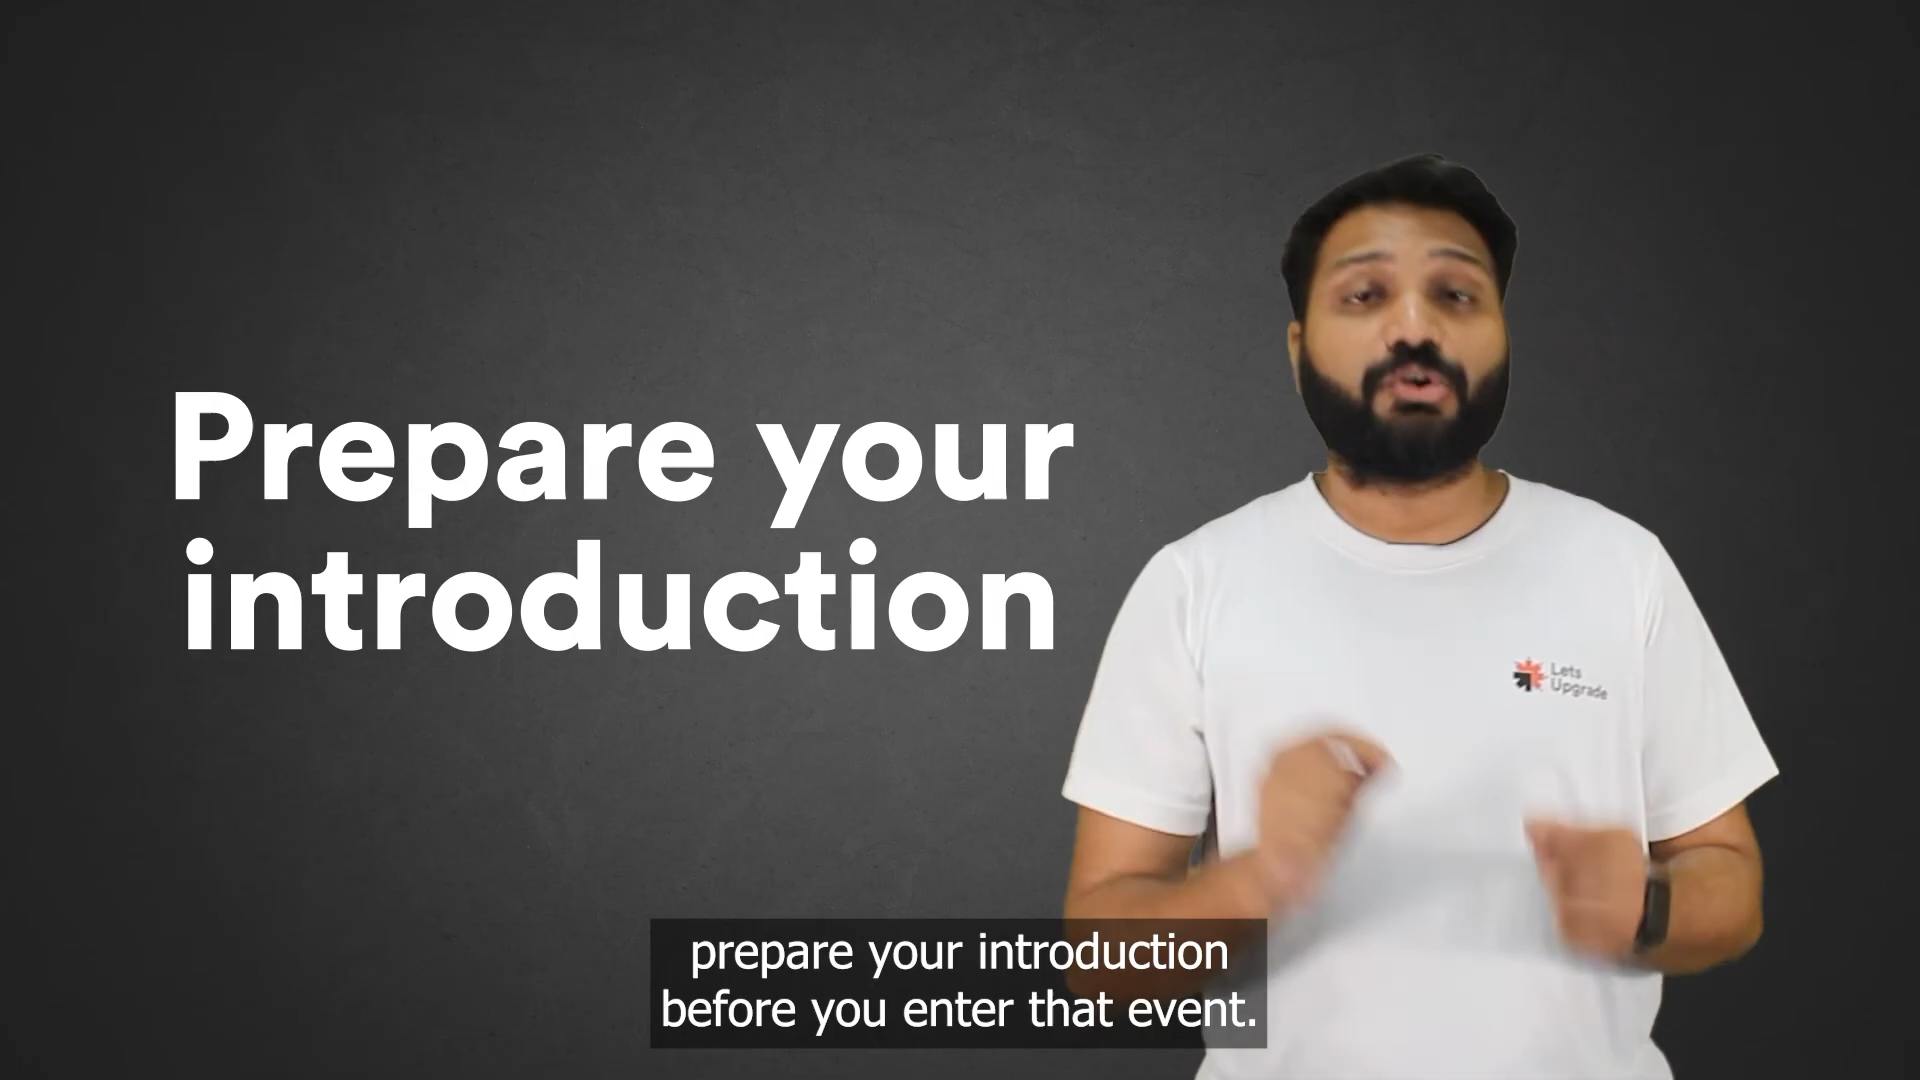 Prepare your
introduction
Lets
Upgrade
prepare your introduction
before you enter that event.